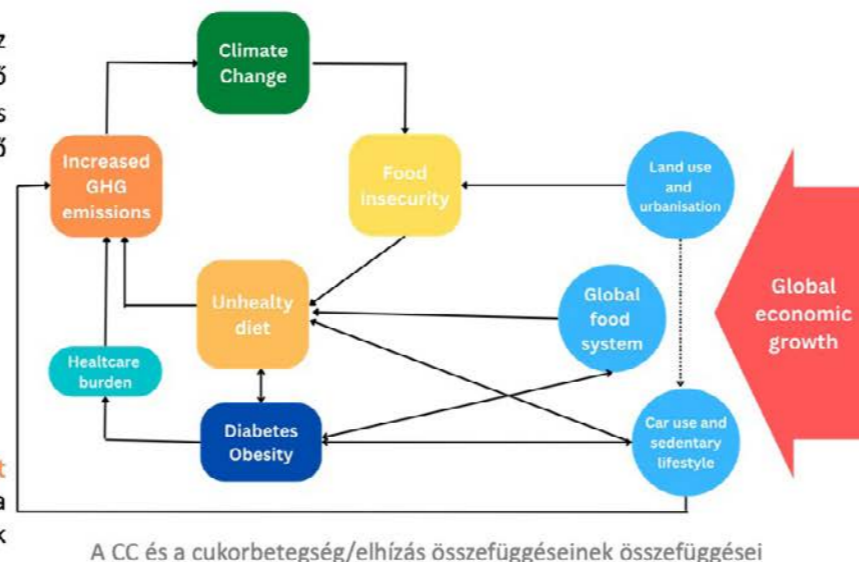 z
ő
s
ő
Climate
Change
Increased
GHG
emissions
Food
insecurity
Land use
and
urbanisation
Unhealty
diet
Global
food
system
Global
economic
growth
Healtcare
burden
Diabetes
Obesity
Car use and
sedentary
lifestyle
t
a
k
A CC és a cukorbetegség/elhízás összefüggéseinek összefüggései